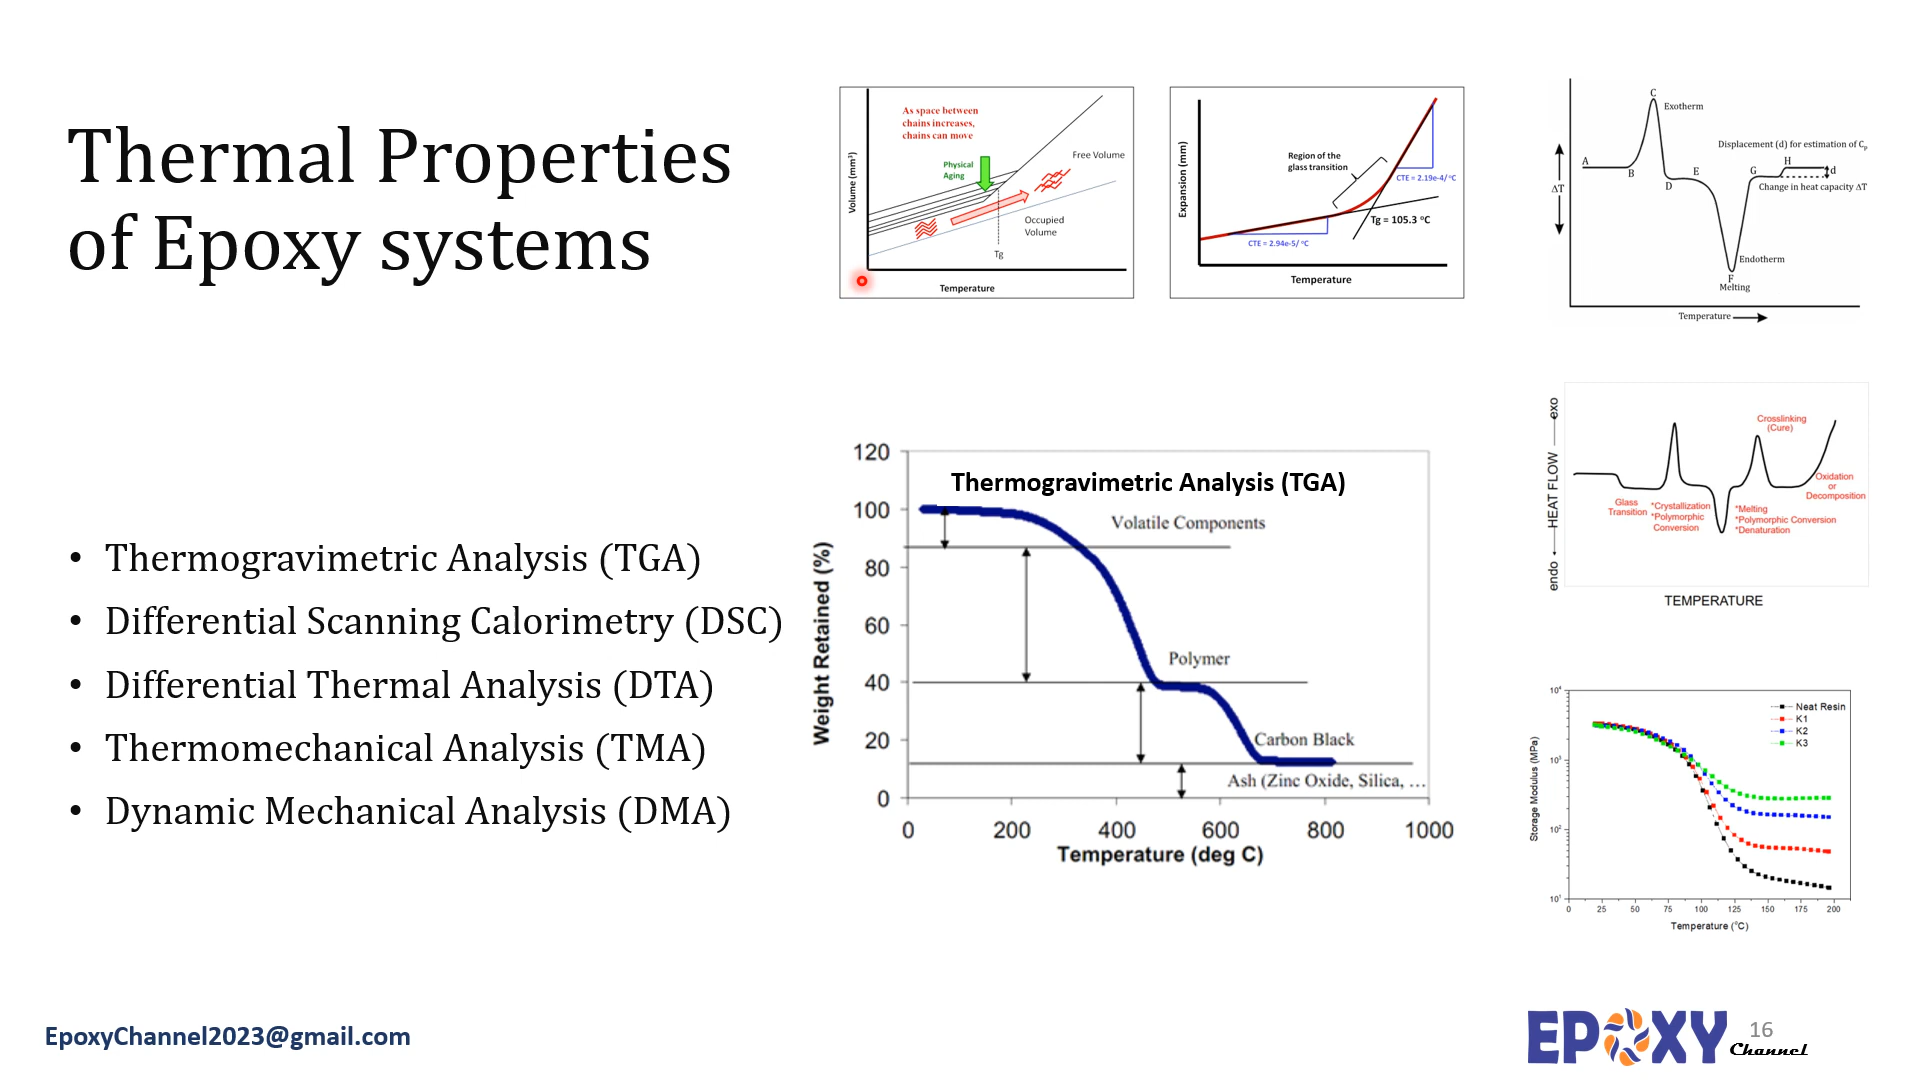 Thermal Properties
of Epoxy systems
• Thermogravimetric Analysis (TGA)
• Differential Scanning Calorimetry (DSC)
• Differential Thermal Analysis (DTA)
• Thermomechanical Analysis (TMA)
• Dynamic Mechanical Analysis (DMA)
As space between
chains increases,
chains can move
Physical
Aging
Free Volume
Occupied
Volume
Tg
Volume (mm³)
Temperature
Expansion (mm)
Region of the
glass transition
CTE = 2.19e-4/ °C
Tg = 105.3 °C
CTE = 2.94e-5/ °C
Temperature
C
Exotherm
Displacement (d) for estimation of Cp
A
B
D
E
G
H
d
Change in heat capacity ΔT
ΔT
Endotherm
F
Melting
Temperature
Thermogravimetric Analysis (TGA)
Volatile Components
Polymer
Carbon Black
Ash (Zinc Oxide, Silica, ...
Weight Retained (%)
120
100
80
60
40
20
0
0 200 400 600 800 1000
Temperature (deg C)
endo HEAT FLOW exo
Crosslinking
(Cure)
Glass
Transition
*Crystallization
*Polymorphic
Conversion
*Melting
*Polymorphic Conversion
*Denaturation
Oxidation
or
Decomposition
TEMPERATURE
Storage Modulus (MPa)
10⁴
10³
10²
10¹
Neat Resin
K1
K2
K3
0 25 50 75 100 125 150 175 200
Temperature (°C)
EpoxyChannel2023@gmail.com
EPOXY
Channel
16